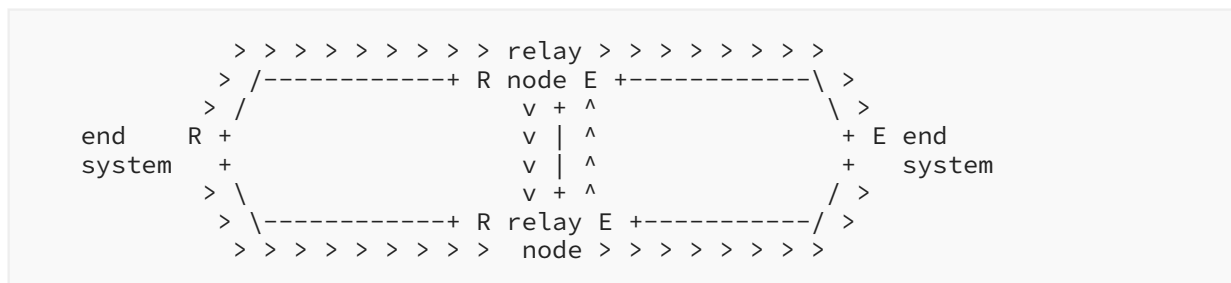 > > > > > > > > > relay > > > > > > > >
> /------------+ R node E +------------\ >
> / v + ^ \ >
end R + v | ^ + E end
system + v | ^ + system
> \ v + ^ / >
> \------------+ R relay E +-----------/ >
> > > > > > > > > node > > > > > > > >